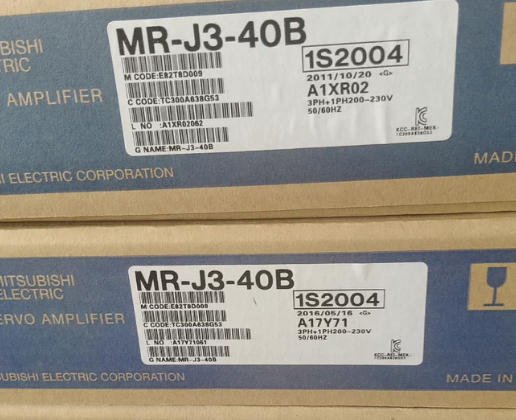 MR-J3-40B
1S2004
2011/10/20 <G>
M CODE:E82T8D009
A1XR02
C CODE:TC300A638G53
3PH+1PH200-230V
50/60HZ
L NO :A1XR02062
G NAME:MR-J3-40B
BISHI
RIC
AMPLIFIER
I ELECTRIC CORPORATION
MADE
MITSUBISHI
ELECTRIC
ERVO AMPLIFIER
MR-J3-40B
1S2004
2016/05/16 <G>
M CODE:E82T8D009
A17Y71
C CODE:TC300A638G53
3PH+1PH200-230V
50/60HZ
L NO :A17Y71061
G NAME:MR-J3-40B
UBISHI ELECTRIC CORPORATION
MADE IN